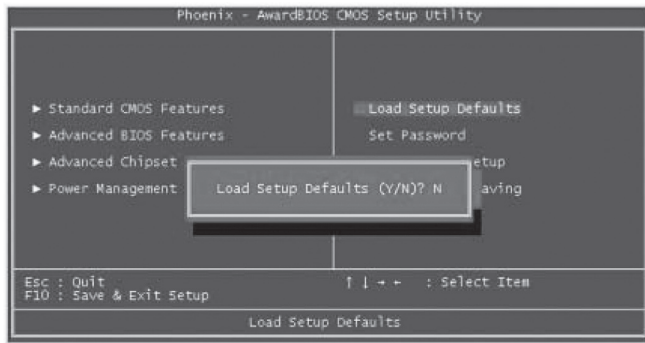 Phoenix - AwardBIOS CMOS Setup Utility
► Standard CMOS Features
► Advanced BIOS Features
► Advanced Chipset
► Power Management
Load Setup Defaults
Set Password
etup
aving
Load Setup Defaults (Y/N)? N
Esc : Quit
F10 : Save & Exit Setup
↑ ↓ → ← : Select Item
Load Setup Defaults